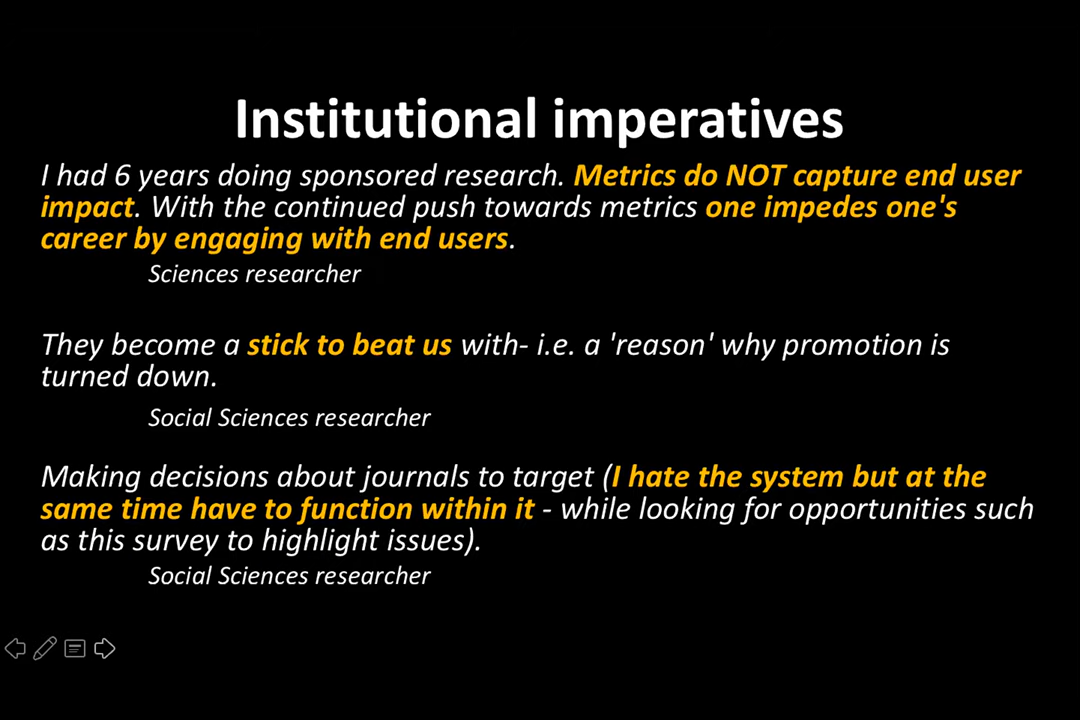 Institutional imperatives
I had 6 years doing sponsored research. Metrics do NOT capture end user
impact. With the continued push towards metrics one impedes one's
career by engaging with end users.
Sciences researcher
They become a stick to beat us with- i.e. a 'reason' why promotion is
turned down.
Social Sciences researcher
Making decisions about journals to target (I hate the system but at the
same time have to function within it - while looking for opportunities such
as this survey to highlight issues).
Social Sciences researcher